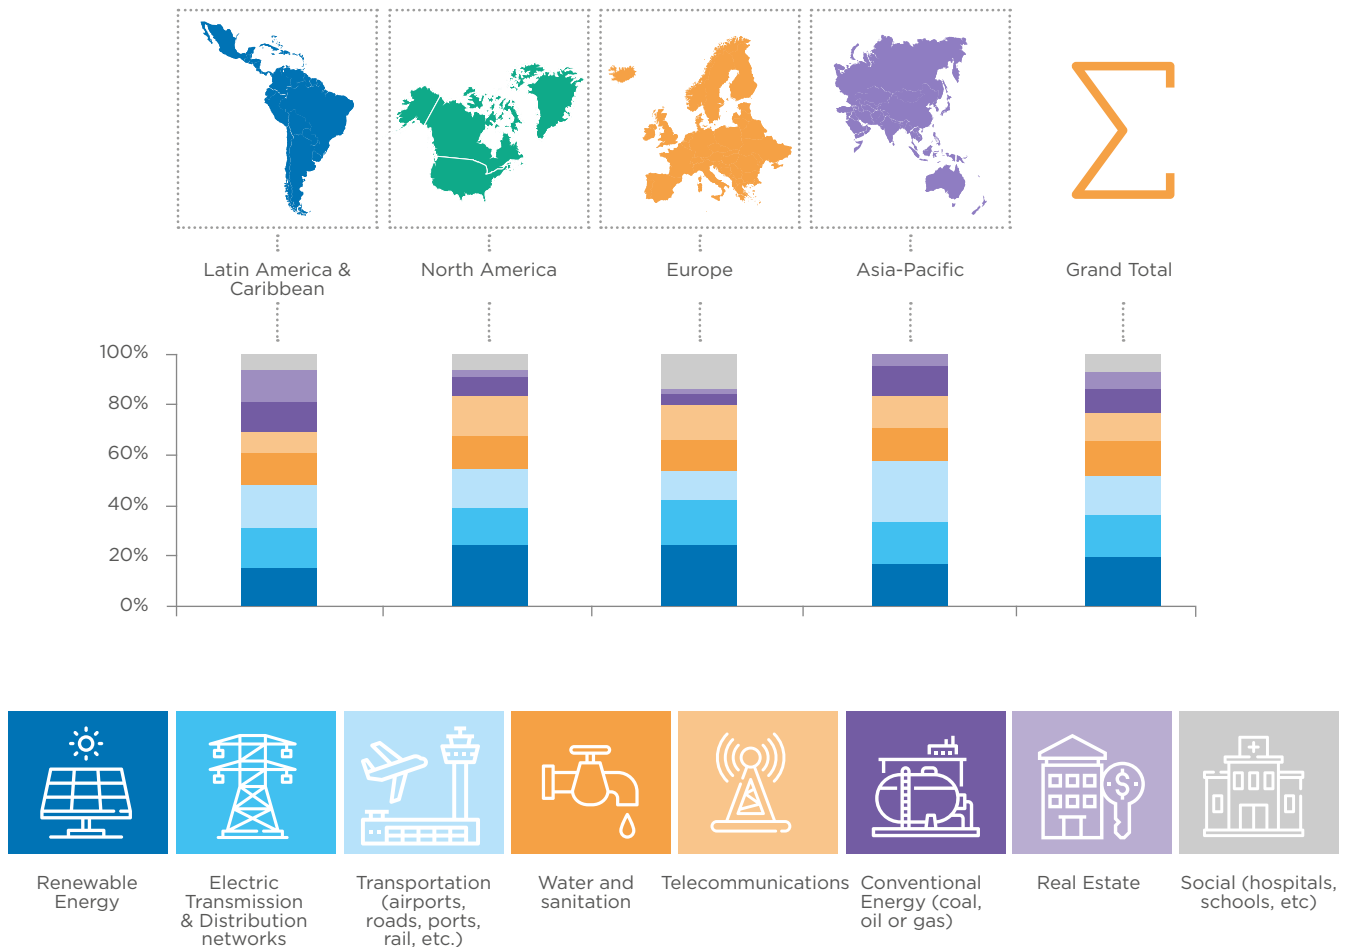 Latin America &
Caribbean
North America
Europe
Asia-Pacific
Grand Total
100%
80%
60%
40%
20%
0%
$
Renewable
Energy
Electric
Transmission
& Distribution
networks
Transportation
(airports,
roads, ports,
rail, etc.)
Water and
sanitation
Telecommunications
Conventional
Energy (coal,
oil or gas)
Real Estate
Social (hospitals,
schools, etc)